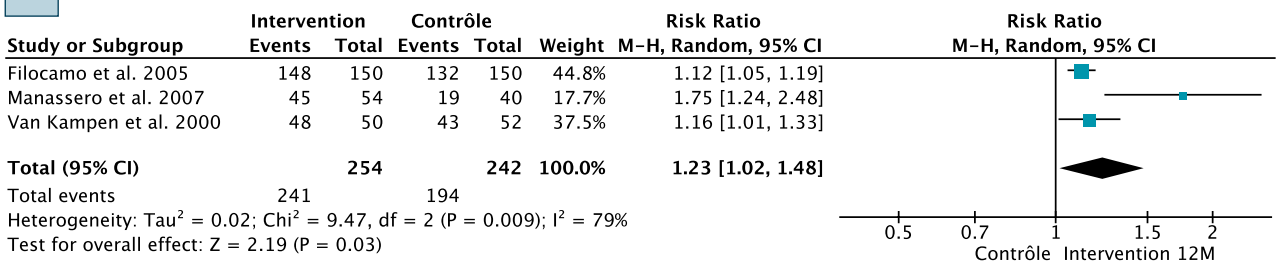 Intervention Contrôle Risk Ratio Risk Ratio
Study or Subgroup Events Total Events Total Weight M-H, Random, 95% CI M-H, Random, 95% CI
Filocamo et al. 2005 148 150 132 150 44.8% 1.12 [1.05, 1.19]
Manassero et al. 2007 45 54 19 40 17.7% 1.75 [1.24, 2.48]
Van Kampen et al. 2000 48 50 43 52 37.5% 1.16 [1.01, 1.33]
Total (95% CI) 254 242 100.0% 1.23 [1.02, 1.48]
Total events 241 194
Heterogeneity: Tau² = 0.02; Chi² = 9.47, df = 2 (P = 0.009); I² = 79%
Test for overall effect: Z = 2.19 (P = 0.03)
0.5 0.7 1 1.5 2
Contrôle Intervention 12M